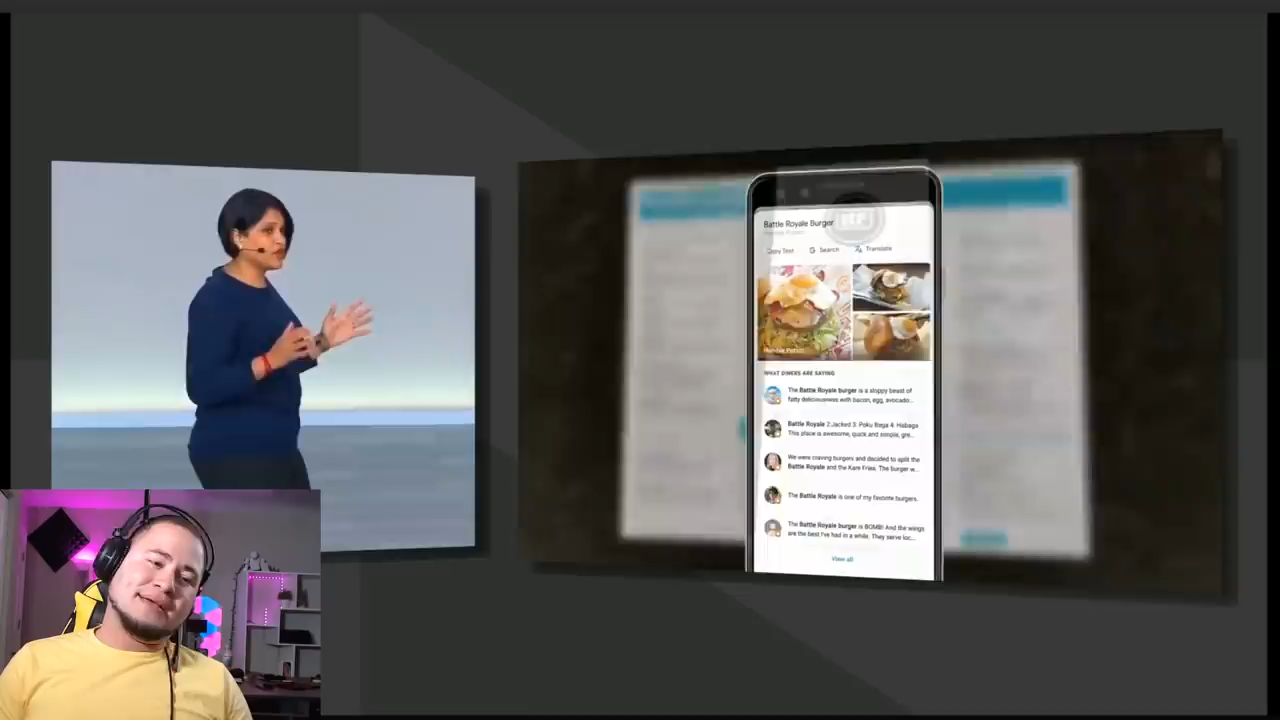 Battle Royale Burger
Copy Text
Search
Translate
WHAT DINERS ARE SAYING
The Battle Royale burger is a sloppy beast of
fatty deliciousness with bacon, egg, avocado...
Battle Royale 2:Jacked 3: Poku Bega 4: Habaga
This place is awesome, quick and simple, gre...
We were craving burgers and decided to split the
Battle Royale and the Kare Fries. The burger w...
The Battle Royale is one of my favorite burgers.
The Battle Royale burger is BOMB! And the wings
are the best I've had in a while. They serve loc...
View all